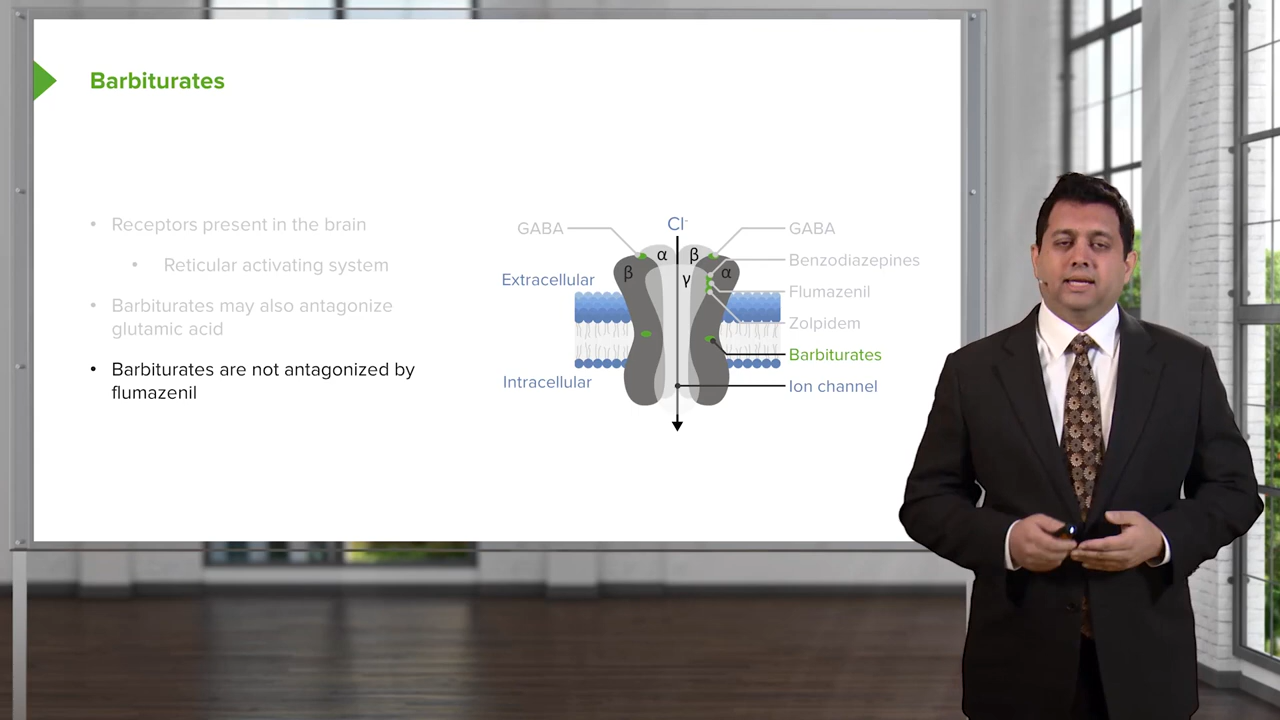 Barbiturates
• Receptors present in the brain
• Reticular activating system
• Barbiturates may also antagonize
glutamic acid
• Barbiturates are not antagonized by
flumazenil
GABA
Cl⁻
GABA
α
β
β
γ
α
Benzodiazepines
Extracellular
Flumazenil
Zolpidem
Barbiturates
Intracellular
Ion channel